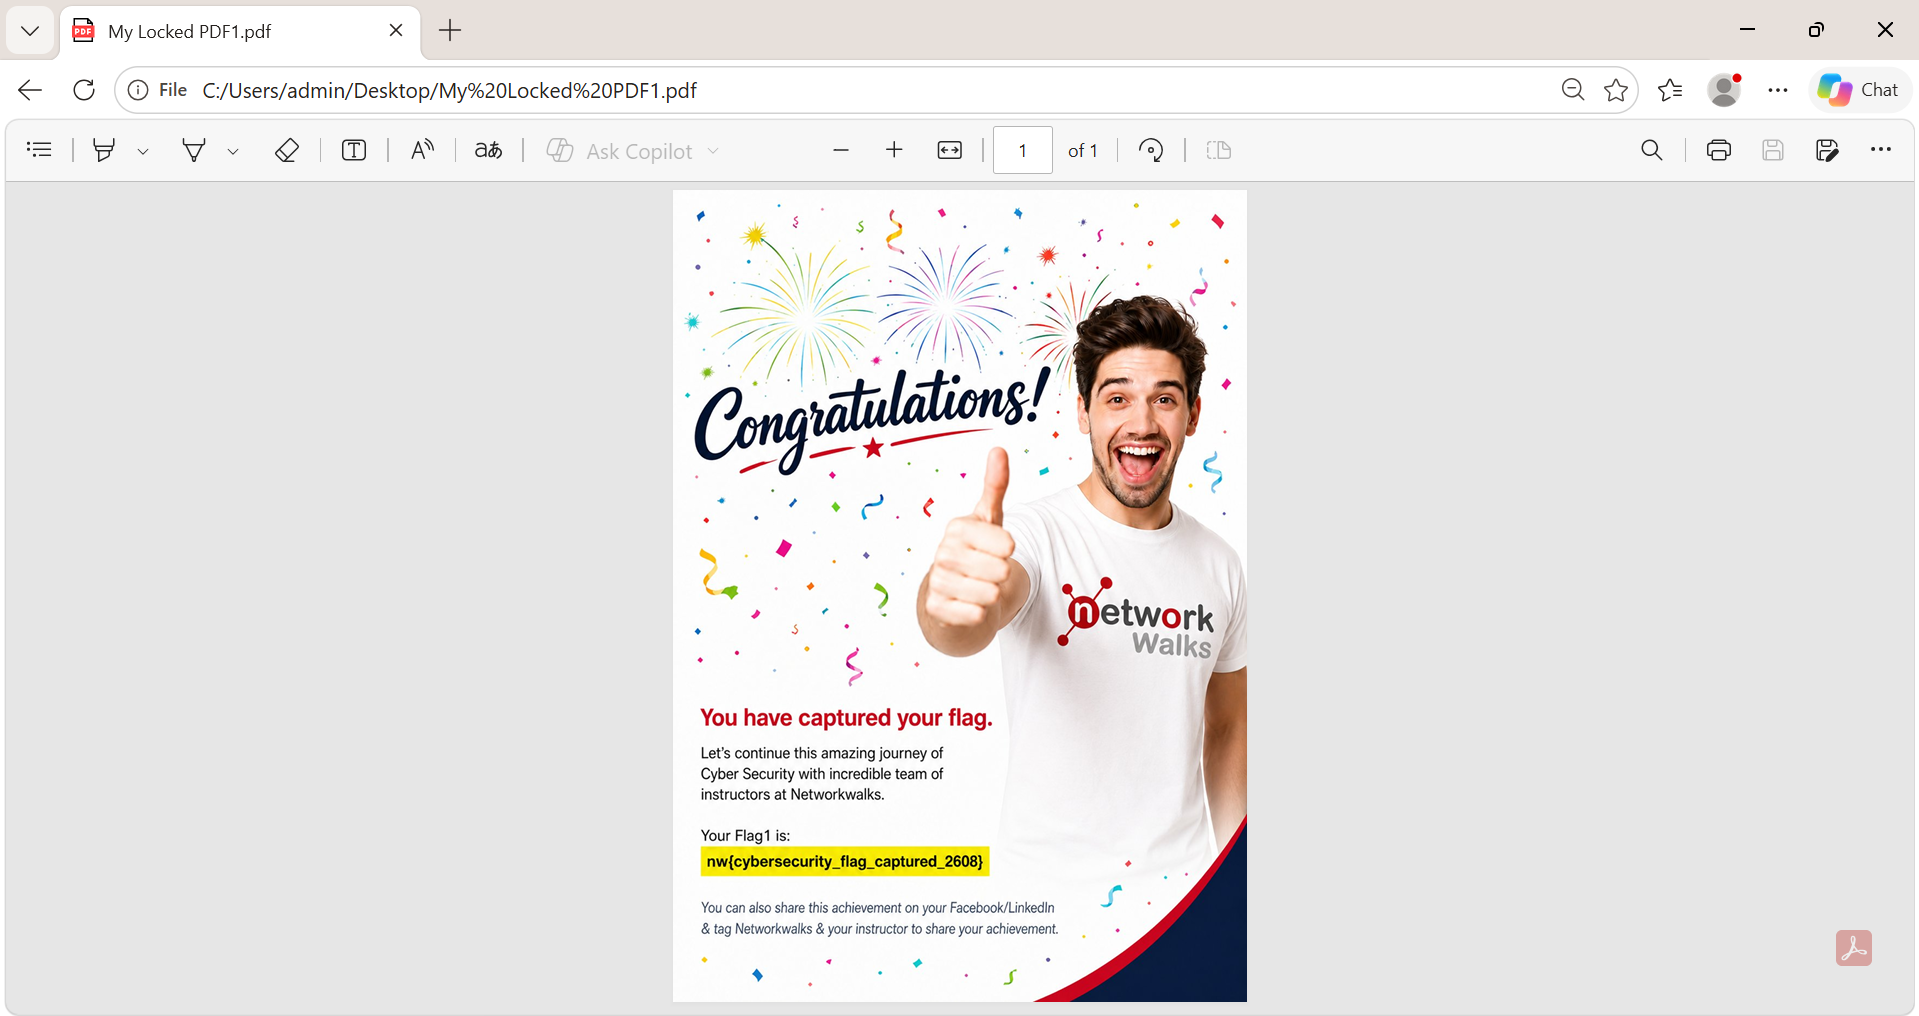 My Locked PDF1.pdf
File C:/Users/admin/Desktop/My%20Locked%20PDF1.pdf
Chat
T A aあ Ask Copilot 1 of 1
Congratulations!
network
Walks
You have captured your flag.
Let's continue this amazing journey of
Cyber Security with incredible team of
instructors at Networkwalks.
Your Flag1 is:
nw{cybersecurity_flag_captured_2608}
You can also share this achievement on your Facebook/LinkedIn
& tag Networkwalks & your instructor to share your achievement.